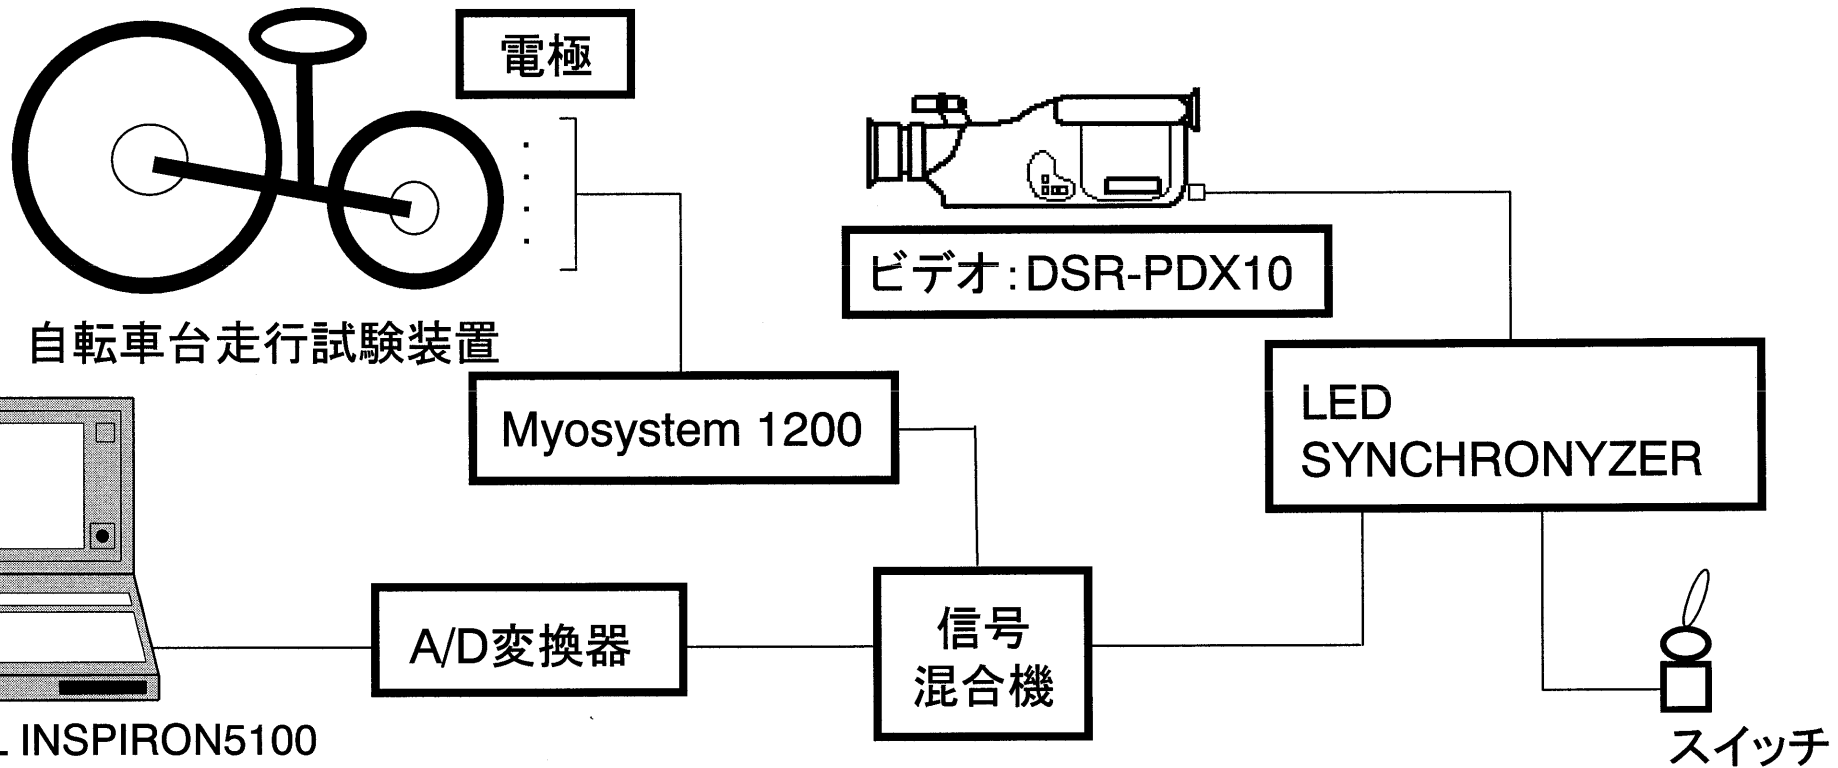 電極
ビデオ：DSR-PDX10
自転車台走行試験装置
Myosystem 1200
LED
SYNCHRONYZER
A/D変換器
信号
混合機
L INSPIRON5100
スイッチ